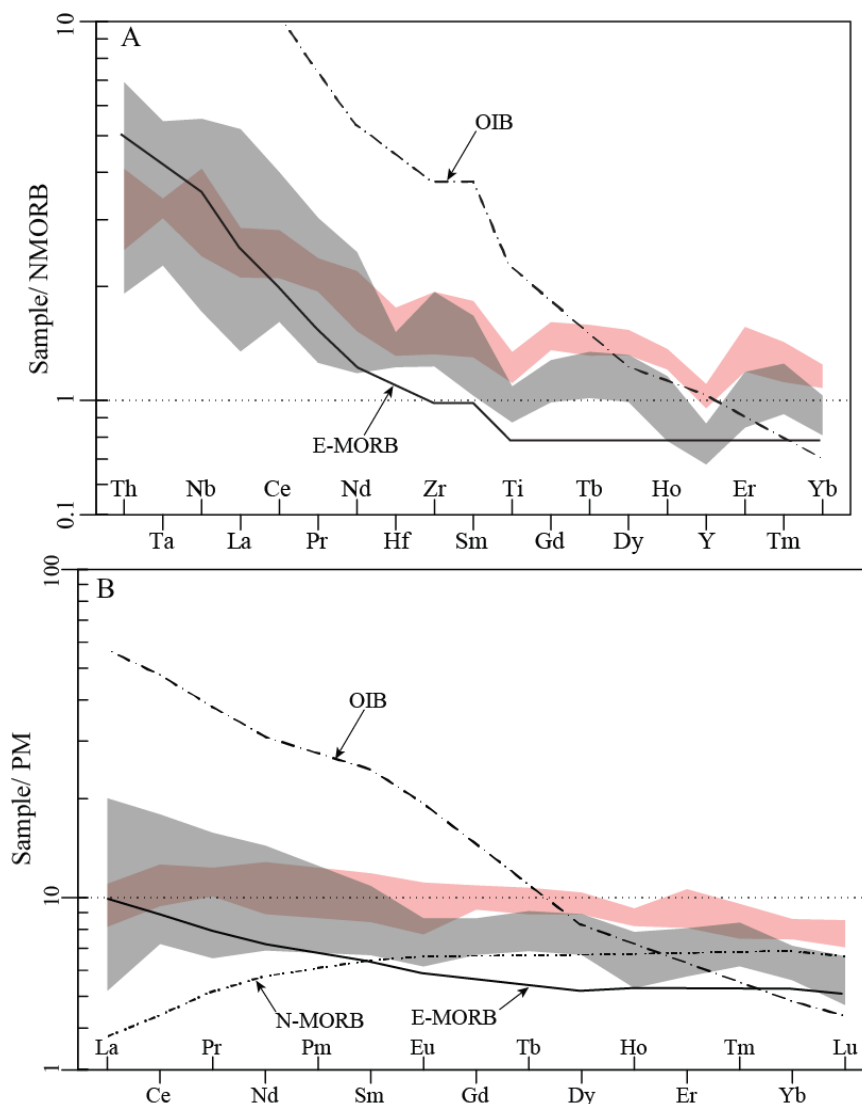 10
A
OIB
Sample/ NMORB
1
E-MORB
Th Nb Ce Pr Nd Zr Ti Tb Ho Er Yb
0.1
Ta La Pr Hf Sm Gd Dy Y Tm
100
B
OIB
Sample/ PM
10
N-MORB
E-MORB
La Pr Pm Eu Tb Ho Tm Lu
1
Ce Nd Sm Gd Dy Er Yb